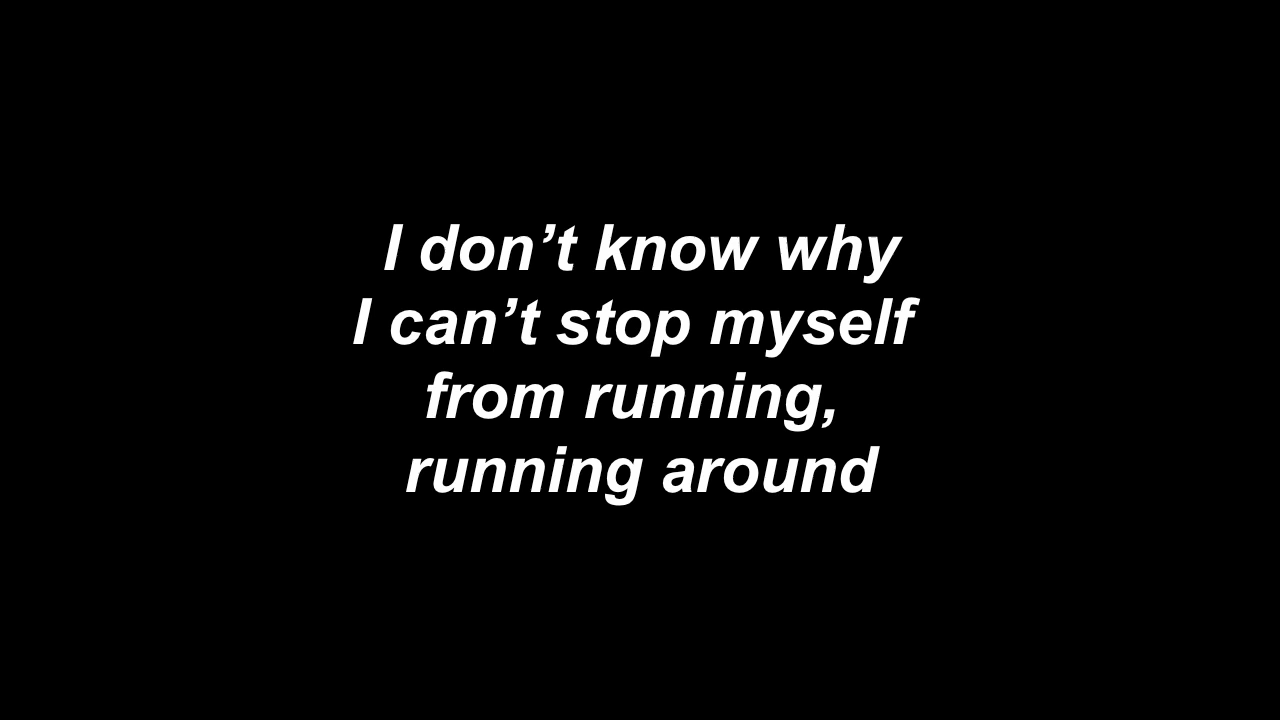 I don’t know why
I can’t stop myself
from running,
running around